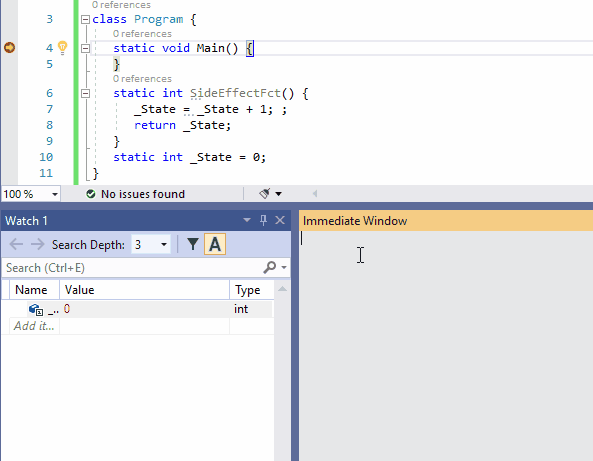 0 references
3 class Program {
0 references
4 static void Main() {
5 }
0 references
6 static int SideEffectFct() {
7 _State = _State + 1; ;
8 return _State;
9 }
10 static int _State = 0;
11 }
100 % No issues found
Watch 1
Search Depth: 3 A
Search (Ctrl+E)
Name Value Type
_.. 0 int
Add it...
Immediate Window